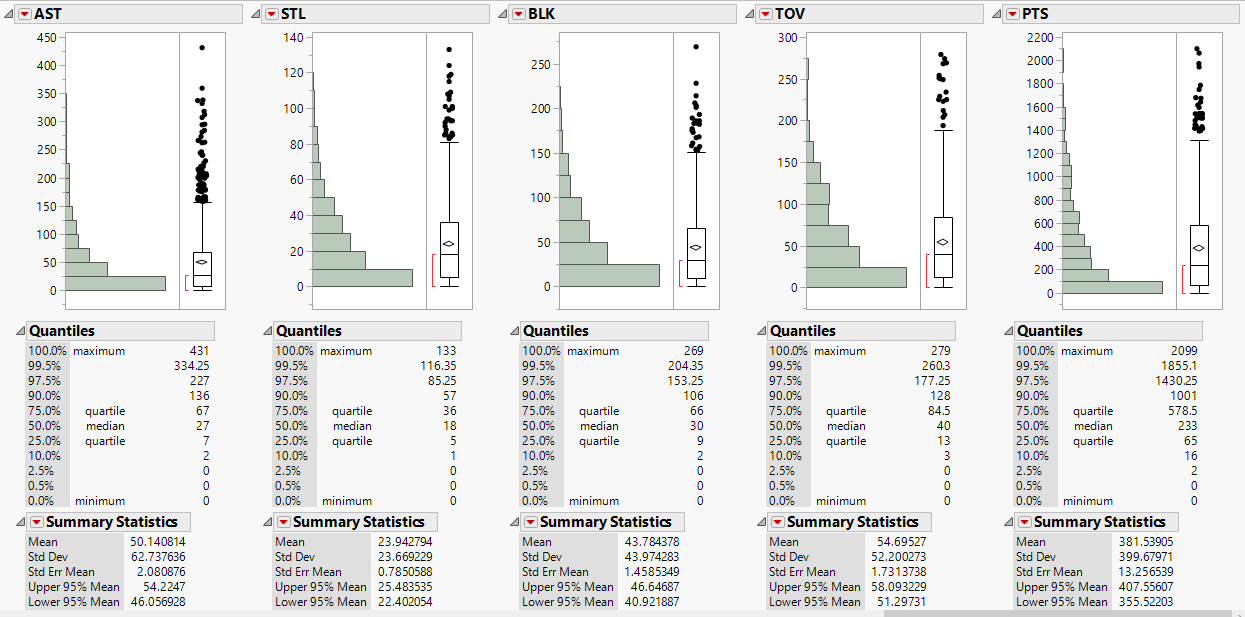 AST STL BLK TOV PTS
450 140 250 300 2200
400 120 200 250 2000
350 100 150 200 1800
300 80 100 150 1600
250 60 50 100 1400
200 40 0 50 1200
150 20 0 1000
100 0 800
50 600
0 400
200
0
Quantiles Quantiles Quantiles Quantiles Quantiles
100.0% maximum 431 100.0% maximum 133 100.0% maximum 269 100.0% maximum 279 100.0% maximum 2099
99.5% 334.25 99.5% 116.35 99.5% 204.35 99.5% 260.3 99.5% 1855.1
97.5% 227 97.5% 85.25 97.5% 153.25 97.5% 177.25 97.5% 1430.25
90.0% 136 90.0% 57 90.0% 106 90.0% 128 90.0% 1001
75.0% quartile 67 75.0% quartile 36 75.0% quartile 66 75.0% quartile 84.5 75.0% quartile 578.5
50.0% median 27 50.0% median 18 50.0% median 30 50.0% median 40 50.0% median 233
25.0% quartile 7 25.0% quartile 5 25.0% quartile 9 25.0% quartile 13 25.0% quartile 65
10.0% 2 10.0% 1 10.0% 2 10.0% 3 10.0% 16
2.5% 0 2.5% 0 2.5% 0 2.5% 0 2.5% 2
0.5% 0 0.5% 0 0.5% 0 0.5% 0 0.5% 0
0.0% minimum 0 0.0% minimum 0 0.0% minimum 0 0.0% minimum 0 0.0% minimum 0
Summary Statistics Summary Statistics Summary Statistics Summary Statistics Summary Statistics
Mean 50.140814 Mean 23.942794 Mean 43.784378 Mean 54.69527 Mean 381.53905
Std Dev 62.737636 Std Dev 23.669229 Std Dev 43.974283 Std Dev 52.200273 Std Dev 399.67971
Std Err Mean 2.080876 Std Err Mean 0.7850588 Std Err Mean 1.4585349 Std Err Mean 1.7313738 Std Err Mean 13.256539
Upper 95% Mean 54.2247 Upper 95% Mean 25.483535 Upper 95% Mean 46.64687 Upper 95% Mean 58.093229 Upper 95% Mean 407.55607
Lower 95% Mean 46.056928 Lower 95% Mean 22.402054 Lower 95% Mean 40.921887 Lower 95% Mean 51.29731 Lower 95% Mean 355.52203